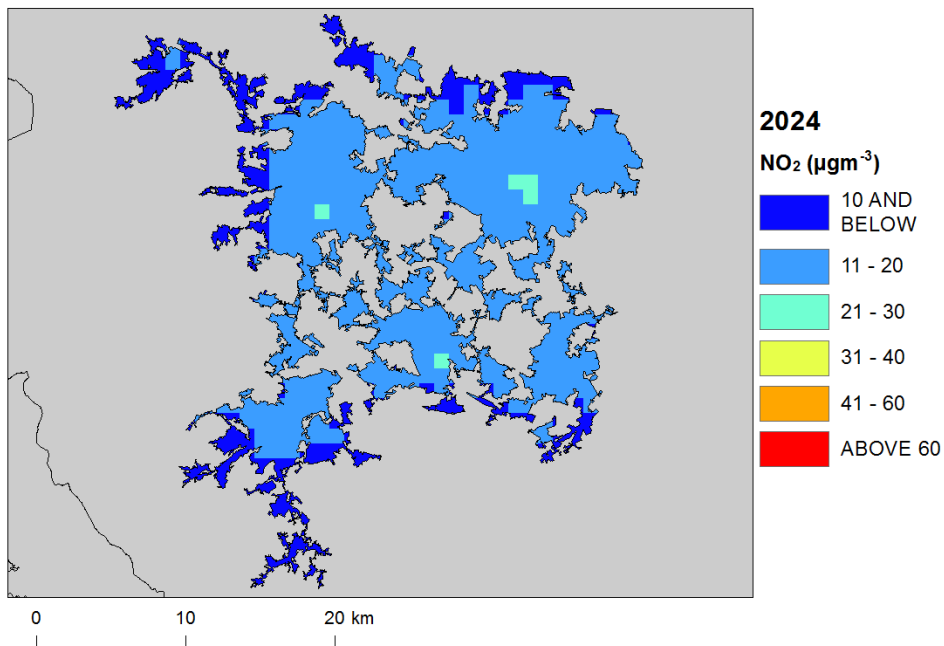 2024
NO₂ (µgm⁻³)
10 AND
BELOW
11 - 20
21 - 30
31 - 40
41 - 60
ABOVE 60
0 10 20 km